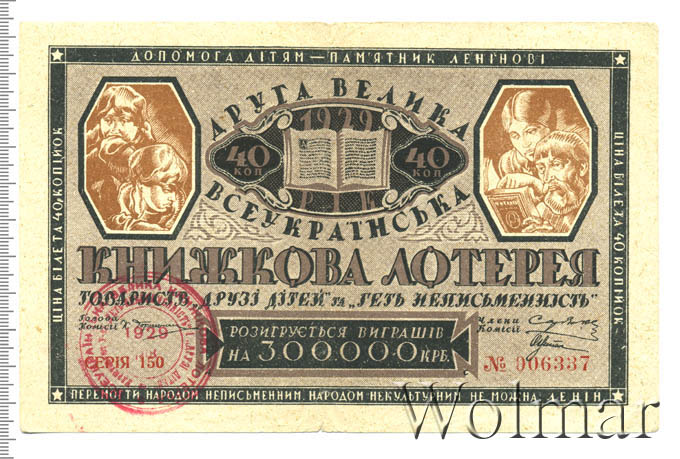 ДОПОМОГА ДІТЯМ — ПАМ'ЯТНИК ЛЕНІНОВІ
ЦІНА БІЛЕТА 40 КОПІЙОК
ДРУГА ВЕЛИКА
1929
40 КОП
40 КОП
РІК
ВСЕУКРАЇНСЬКА
КНИЖКОВА ЛОТЕРЕЯ
ТОВАРИСТВ „ДРУЗІ ДІТЕЙ" ТА „ГЕТЬ НЕПИСЬМЕННІСТЬ"
Голова Комісії
Члени Комісії
РОЗИГРУЄТЬСЯ ВИГРАШІВ
НА 300.000.0 КРБ.
1929
СЕРІЯ 150
№ 006337
ПЕРЕМОГТИ НАРОДОМ НЕПИСЬМЕННИМ, НАРОДОМ НЕКУЛЬТУРНИМ НЕ МОЖНА. ЛЕНІН
ЦІНА БІЛЕТА 40 КОПІЙОК
Wolmar